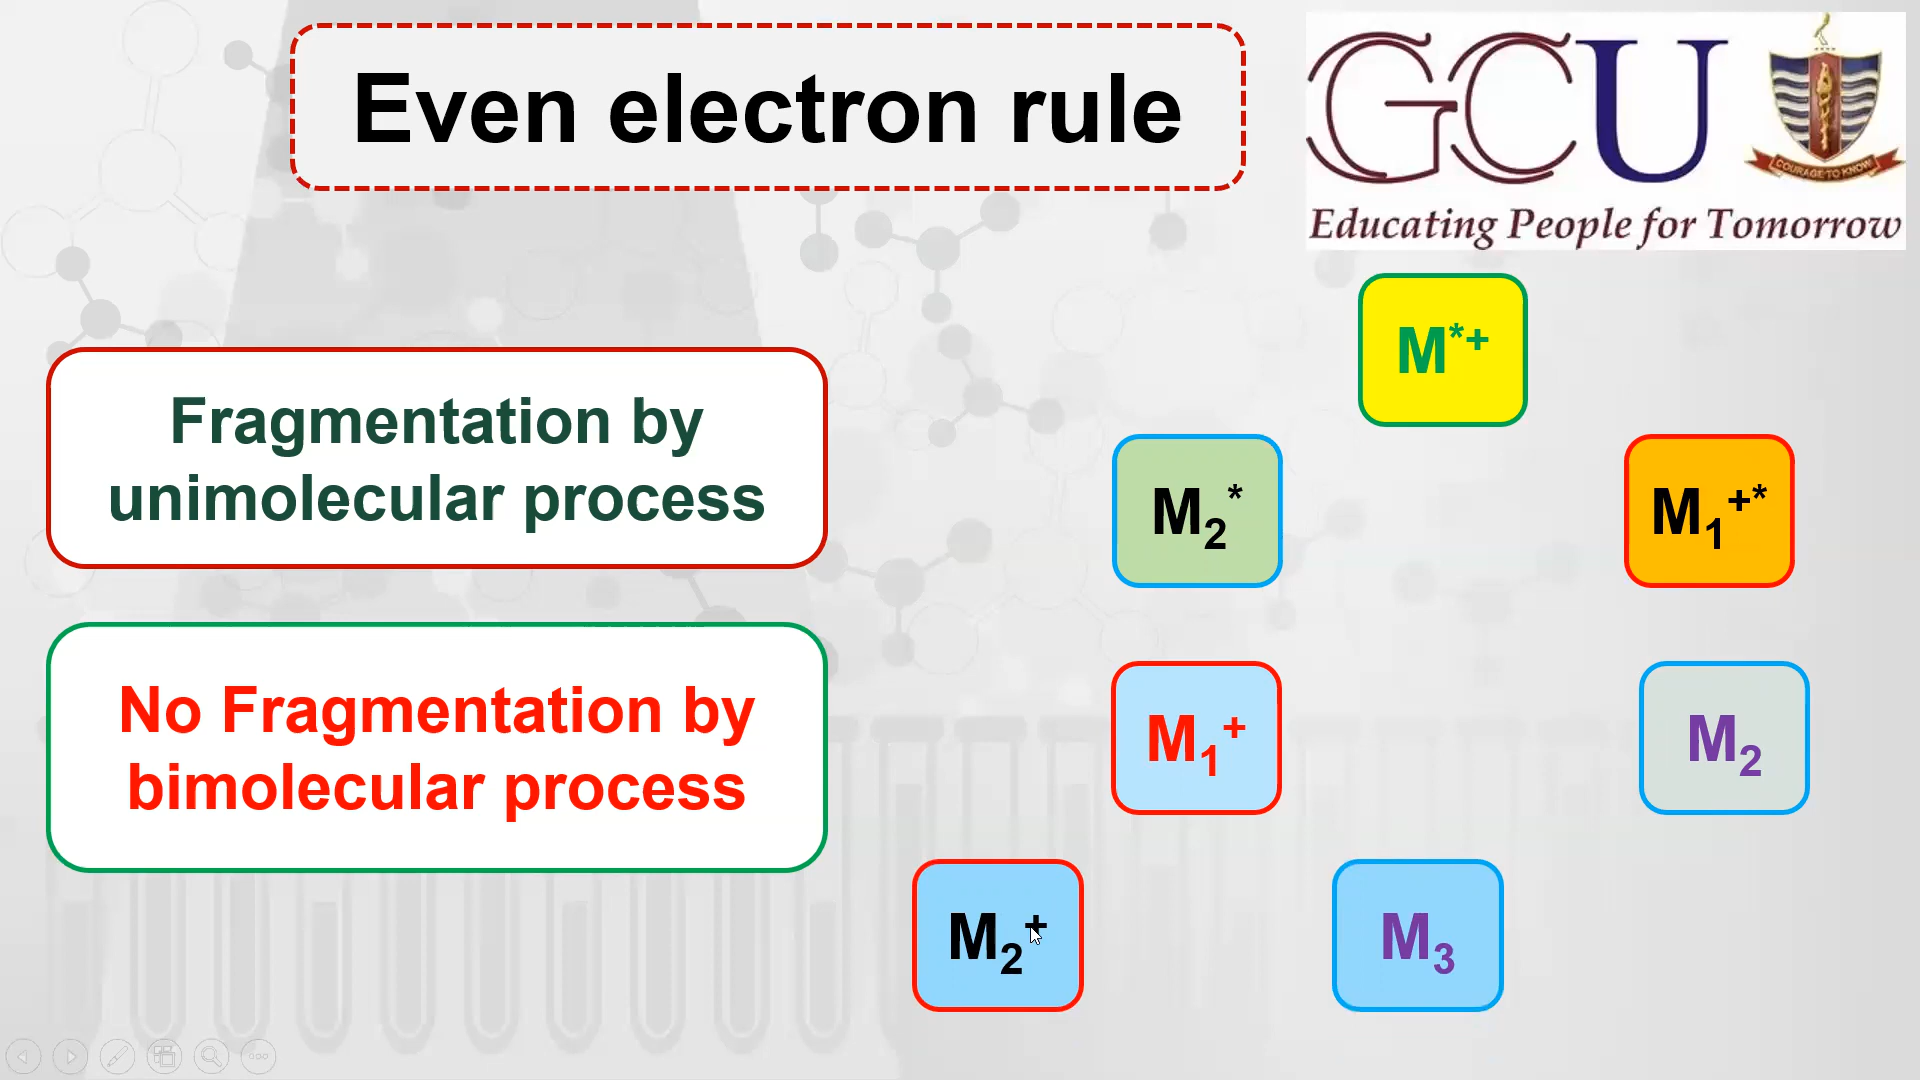 Even electron rule
GCU
COURAGE TO KNOW
Educating People for Tomorrow
M*+
Fragmentation by
unimolecular process
M2*
M1+*
No Fragmentation by
bimolecular process
M1+
M2
M2+
M3